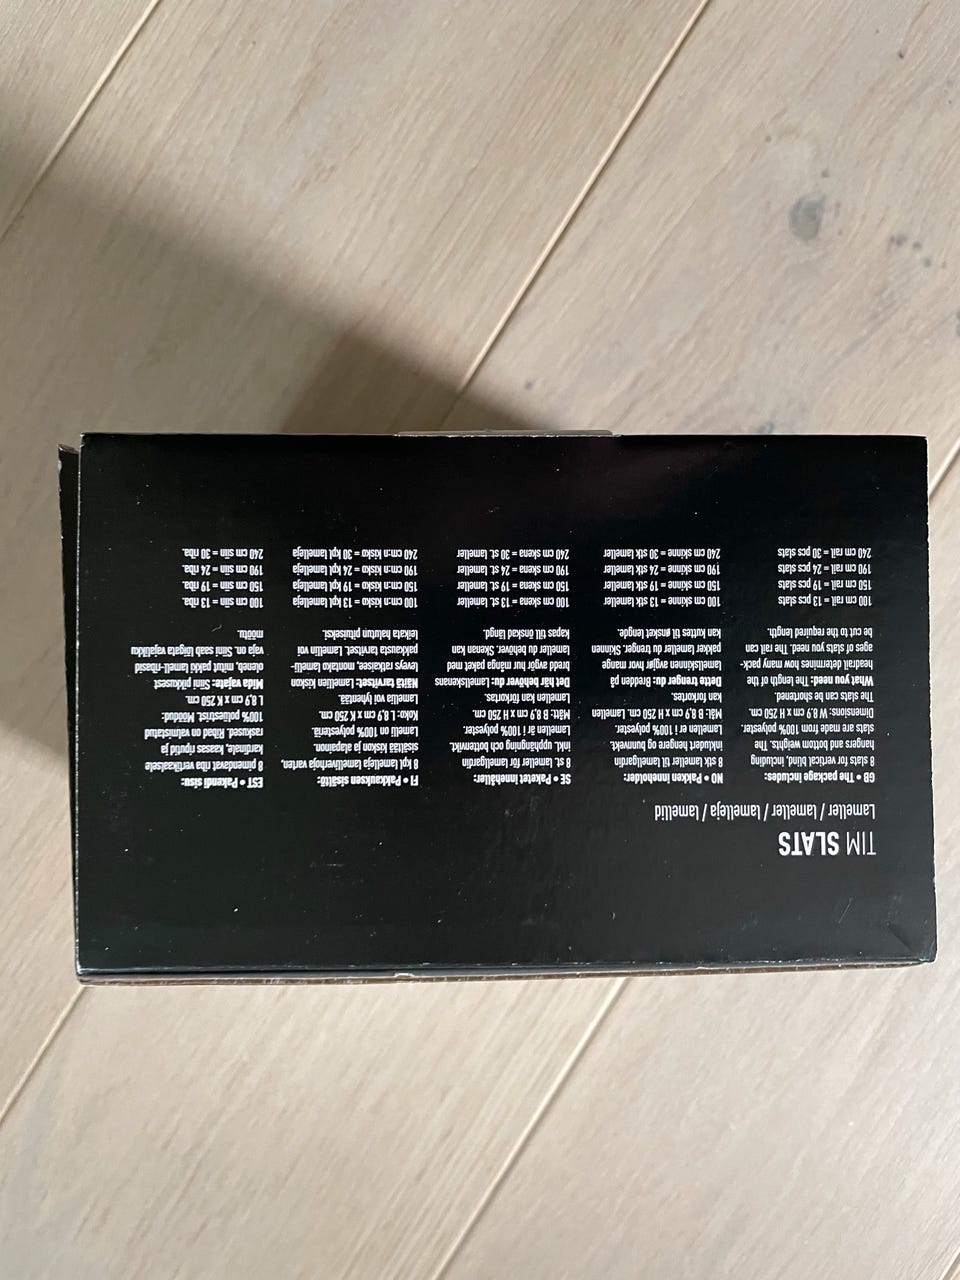 TIM SLATS
Lameller / lameller / lamelleja / lamellid
GB • The package includes:
8 slats for vertical blind, including
hangers and bottom weights. The
slats are made from 100% polyester.
Dimensions: W 8.9 cm x H 250 cm.
The slats can be shortened.
What you need: The length of the
headrail determine how many pack-
ages of slats you need. The rail can
be cut to the required length.
100 cm rail = 13 pcs slats
150 cm rail = 19 pcs slats
190 cm rail = 24 pcs slats
240 cm rail = 30 pcs slats
NO • Pakken inneholder:
8 stk lameller til lamellgardin
inkludert hengere og bunnvekt.
Lamellen er i 100% polyester.
Mål: B 8,9 cm x H 250 cm. Lamellen
kan forkortes.
Dette trenger du: Bredden på
lamellskinnen avgjør hvor mange
pakker lameller du trenger. Skinnen
kan kuttes til ønsket lengde.
100 cm skinne = 13 stk lameller
150 cm skinne = 19 stk lameller
190 cm skinne = 24 stk lameller
240 cm skinne = 30 stk lameller
SE • Paketet innehåller:
8 st. lameller för lamellgardin
inkl. upphängning och bottenvikt.
Lamellen är i 100% polyester.
Mått: B 8,9 cm x H 250 cm.
Lamellen kan förkortas.
Det här behöver du: Lamellskenans
bredd avgör hur många paket med
lameller du behöver. Skenan kan
kapas till önskad längd.
100 cm skena = 13 st. lameller
150 cm skena = 19 st. lameller
190 cm skena = 24 st. lameller
240 cm skena = 30 st. lameller
FI • Pakkauksen sisältö:
8 kpl lamelleja lamelliverhoja varten,
sisältää kiskon ja alapainon.
Lamelli on 100% polyesteriä.
Koko: L 8,9 cm x K 250 cm.
Lamellia voi lyhentää
Näitä tarvitset: Lamellien kiskon
leveys ratkaisee, montako lamelli-
pakkausta tarvitset. Lamellin voi
leikata halutun pituiseksi.
100 cm:n kisko = 13 kpl lamelleja
150 cm:n kisko = 19 kpl lamelleja
190 cm:n kisko = 24 kpl lamelleja
240 cm:n kisko = 30 kpl lamelleja
EST • Pakendi sisu:
8 pimendavat riba vertikaalsele
kardinale, kaasas riputid ja
raskused. Ribad on valmistatud
100% polüestrist. Mõõdud:
L 8,9 cm x K 250 cm.
Mida vajate: Siini pikkusest
oleneb, mitut pakki lamell-ribasid
vaja on. Siini saab lõigata vajalikku
mõõtu.
100 cm siin = 13 riba.
150 cm siin = 19 riba.
190 cm siin = 24 riba.
240 cm siin = 30 riba.